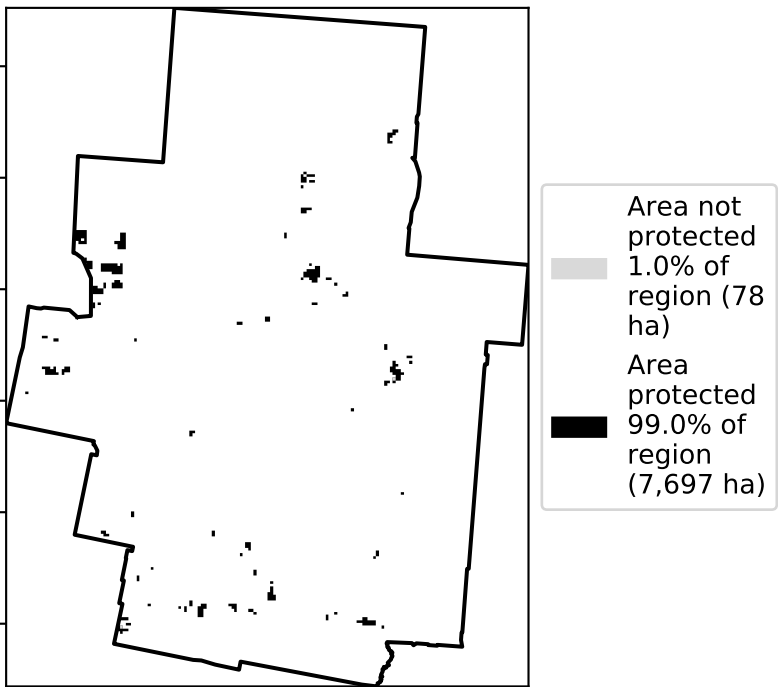 Area not
protected
1.0% of
region (78
ha)
Area
protected
99.0% of
region
(7,697 ha)